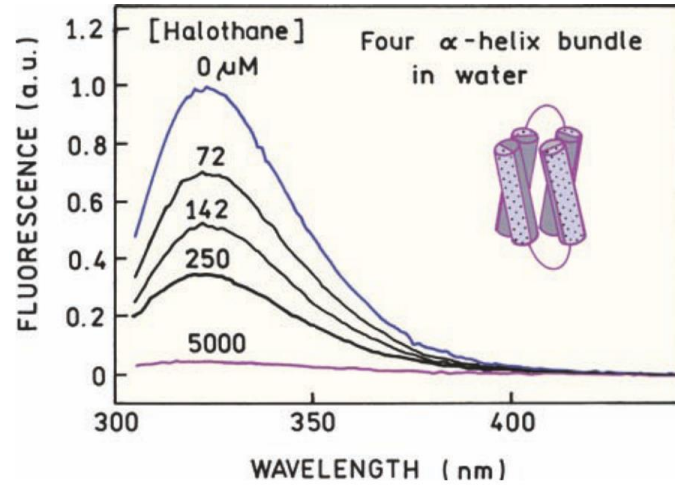 [Halothane]
0 μM
Four α-helix bundle
in water
72
142
250
5000
FLUORESCENCE (a.u.)
1.2
1.0
0.8
0.6
0.4
0.2
0
300
350
400
WAVELENGTH (nm)